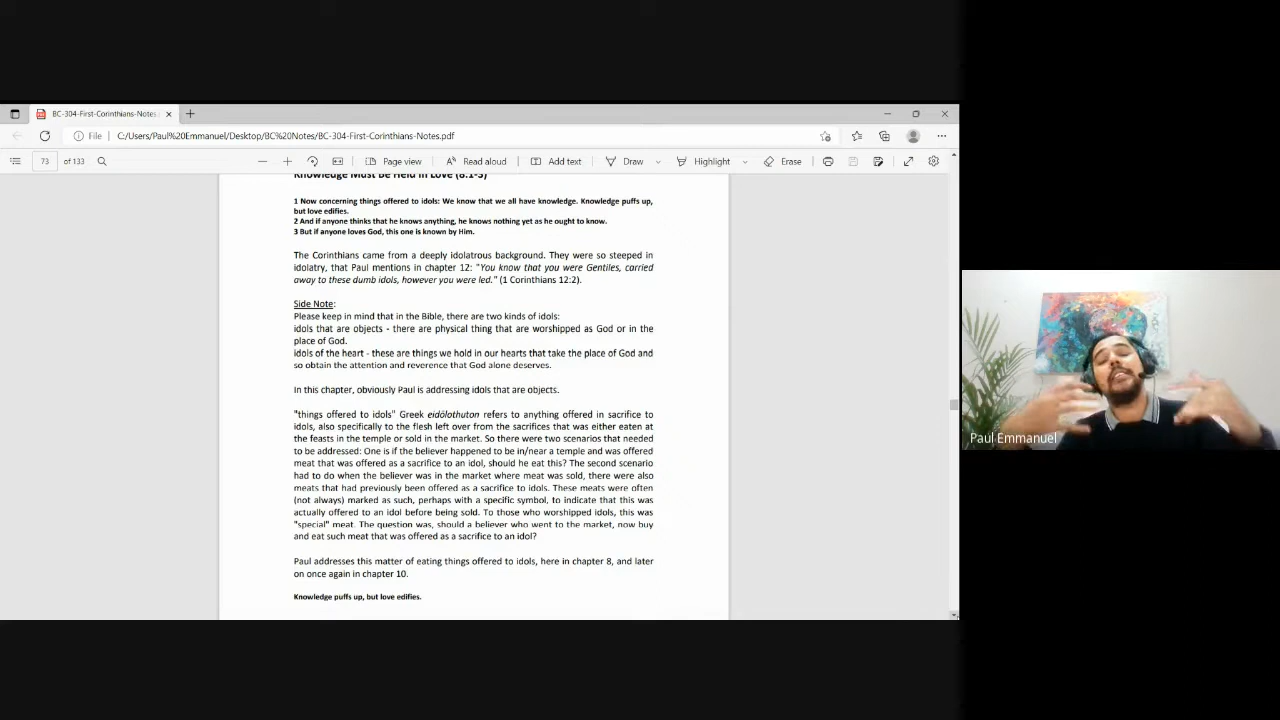 BC-304-First-Corinthians-Notes
File C:/Users/Paul%20Emmanuel/Desktop/BC%20Notes/BC-304-First-Corinthians-Notes.pdf
73 of 133 Page view Read aloud Add text Draw Highlight Erase
Knowledge Must Be Held in Love (8:1-3)
1 Now concerning things offered to idols: We know that we all have knowledge. Knowledge puffs up,
but love edifies.
2 And if anyone thinks that he knows anything, he knows nothing yet as he ought to know.
3 But if anyone loves God, this one is known by Him.
The Corinthians came from a deeply idolatrous background. They were so steeped in
idolatry, that Paul mentions in chapter 12: "You know that you were Gentiles, carried
away to these dumb idols, however you were led." (1 Corinthians 12:2).
Side Note:
Please keep in mind that in the Bible, there are two kinds of idols:
idols that are objects - there are physical thing that are worshipped as God or in the
place of God.
idols of the heart - these are things we hold in our hearts that take the place of God and
so obtain the attention and reverence that God alone deserves.
In this chapter, obviously Paul is addressing idols that are objects.
"things offered to idols" Greek eidōlothuton refers to anything offered in sacrifice to
idols, also specifically to the flesh left over from the sacrifices that was either eaten at
the feasts in the temple or sold in the market. So there were two scenarios that needed
to be addressed: One is if the believer happened to be in/near a temple and was offered
meat that was offered as a sacrifice to an idol, should he eat this? The second scenario
had to do when the believer was in the market where meat was sold, there were also
meats that had previously been offered as a sacrifice to idols. These meats were often
(not always) marked as such, perhaps with a specific symbol, to indicate that this was
actually offered to an idol before being sold. To those who worshipped idols, this was
"special" meat. The question was, should a believer who went to the market, now buy
and eat such meat that was offered as a sacrifice to an idol?
Paul addresses this matter of eating things offered to idols, here in chapter 8, and later
on once again in chapter 10.
Knowledge puffs up, but love edifies.
Paul Emmanuel